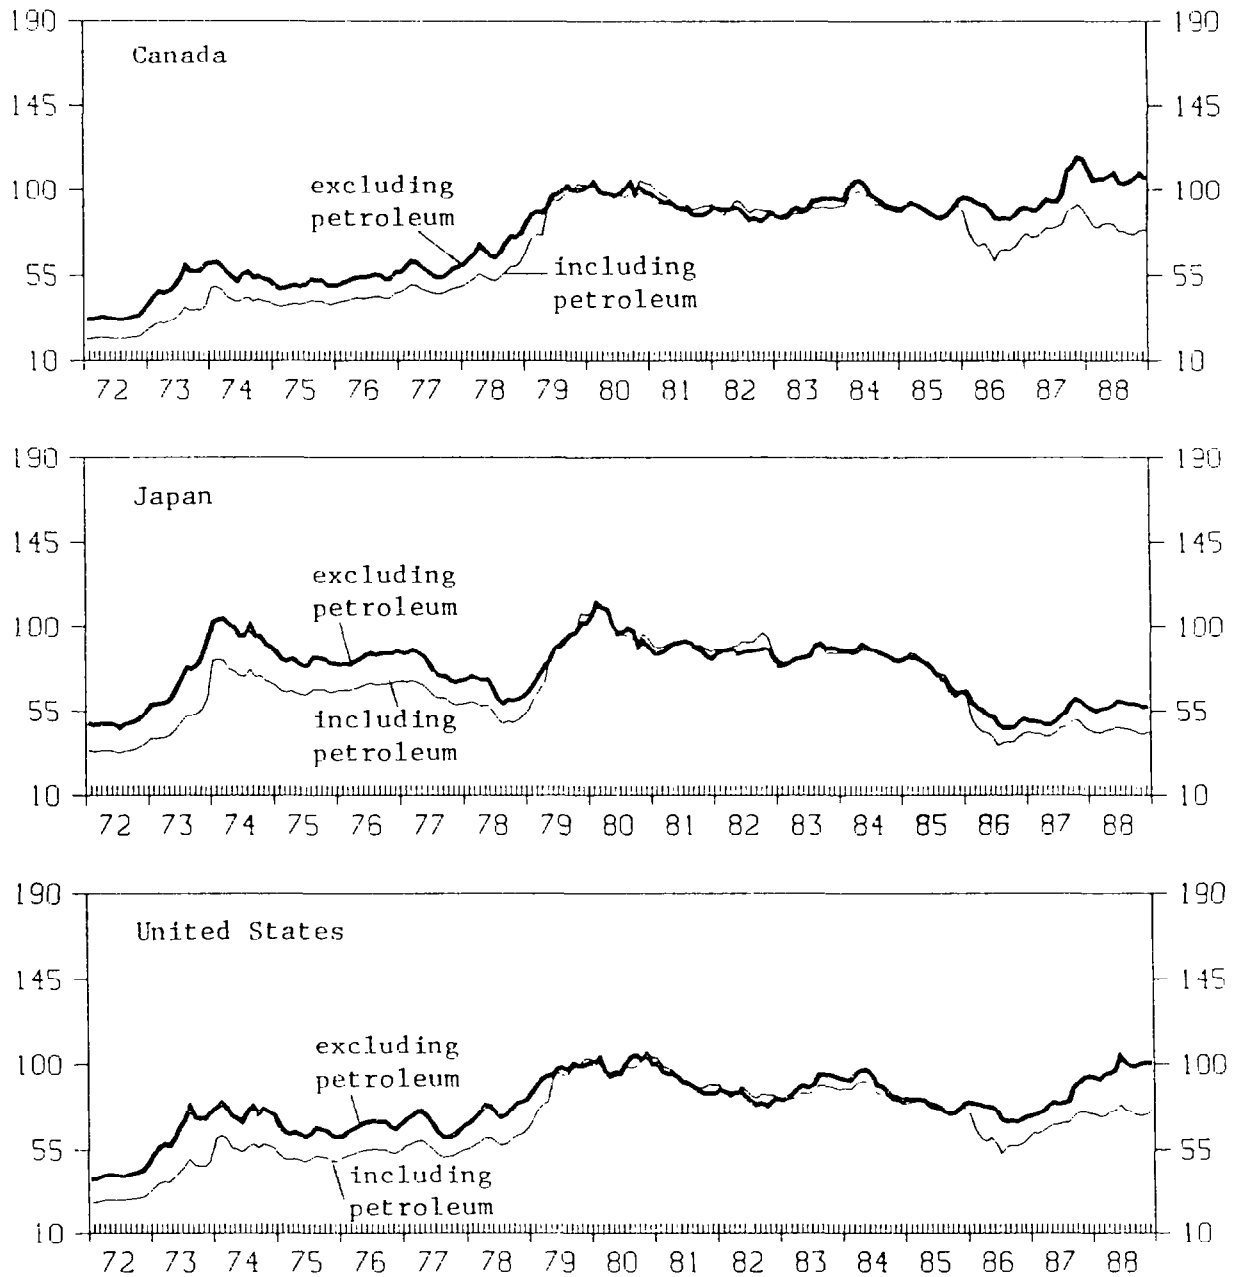 190 190
Canada
145 145
100 100
excluding
petroleum
55 55
including
petroleum
10 10
72 73 74 75 76 77 78 79 80 81 82 83 84 85 86 87 88
190 190
Japan
145 145
excluding
petroleum
100 100
55 55
including
petroleum
10 10
72 73 74 75 76 77 78 79 80 81 82 83 84 85 86 87 88
190 190
United States
145 145
excluding
petroleum
100 100
55 55
including
petroleum
10 10
72 73 74 75 76 77 78 79 80 81 82 83 84 85 86 87 88